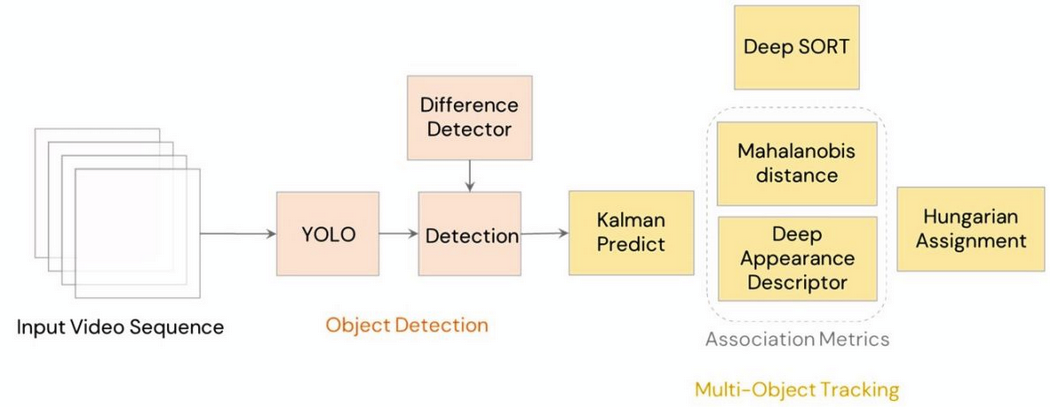 Deep SORT
Difference
Detector
Mahalanobis
distance
YOLO
Detection
Kalman
Predict
Deep
Appearance
Descriptor
Hungarian
Assignment
Input Video Sequence
Object Detection
Association Metrics
Multi-Object Tracking